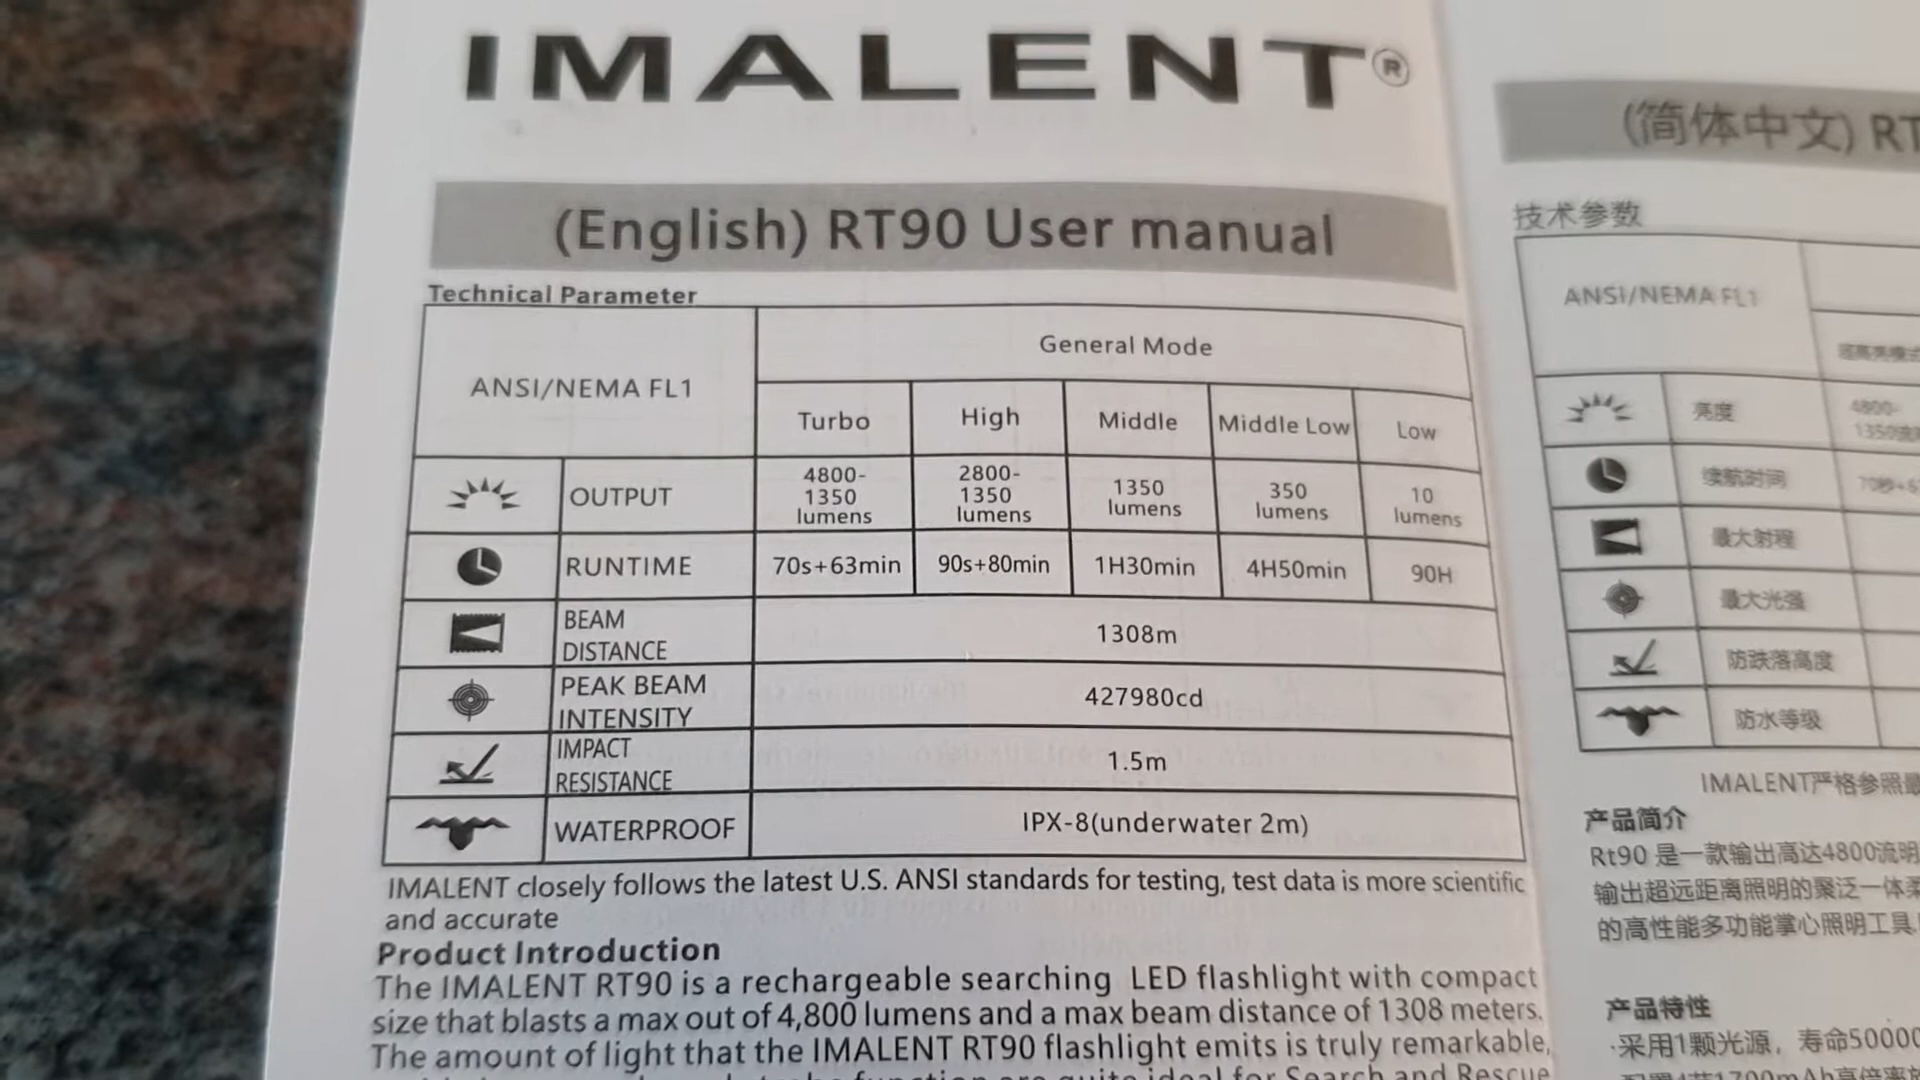 IMALENT®
(English) RT90 User manual
Technical Parameter
ANSI/NEMA FL1
General Mode
Turbo High Middle Middle Low Low
OUTPUT 4800-1350 lumens 2800-1350 lumens 1350 lumens 350 lumens 10 lumens
RUNTIME 70s+63min 90s+80min 1H30min 4H50min 90H
BEAM DISTANCE 1308m
PEAK BEAM INTENSITY 427980cd
IMPACT RESISTANCE 1.5m
WATERPROOF IPX-8(underwater 2m)
IMALENT closely follows the latest U.S. ANSI standards for testing, test data is more scientific
and accurate
Product Introduction
The IMALENT RT90 is a rechargeable searching LED flashlight with compact
size that blasts a max out of 4,800 lumens and a max beam distance of 1308 meters.
The amount of light that the IMALENT RT90 flashlight emits is truly remarkable,
ideal for Search and Rescue
(简体中文) RT
技术参数
ANSI/NEMA FL1
亮度 4800-
1350
续航时间
最大射程
最大光强
防跌落高度
防水等级
IMALENT严格参照最
产品简介
Rt90 是一款输出高达4800流明
输出超远距离照明的聚泛一体
的高性能多功能掌心照明工具
产品特性
·采用1颗光源，寿命50000